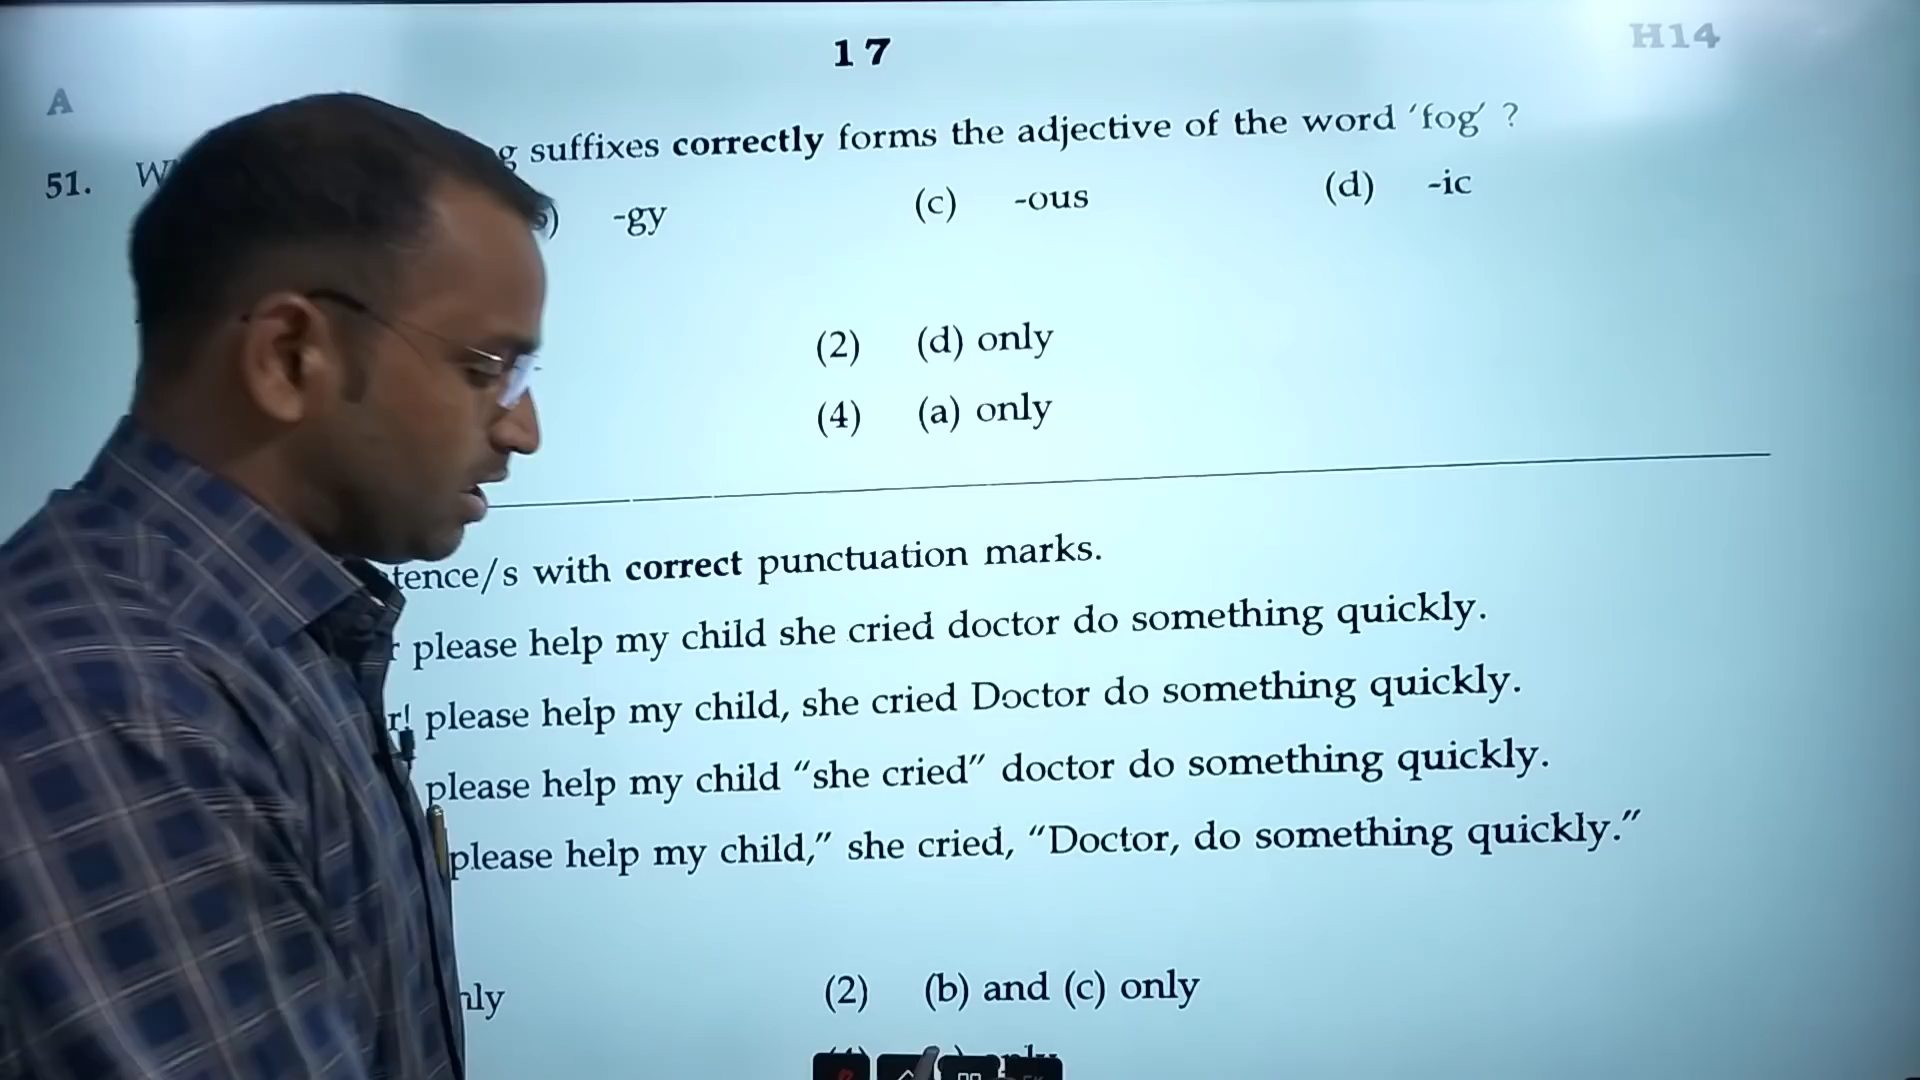 17
H14
A
51. suffixes correctly forms the adjective of the word 'fog' ?
-gy (c) -ous (d) -ic
(2) (d) only
(4) (a) only
with correct punctuation marks.
please help my child she cried doctor do something quickly.
please help my child, she cried Doctor do something quickly.
please help my child "she cried" doctor do something quickly.
please help my child," she cried, "Doctor, do something quickly."
(2) (b) and (c) only